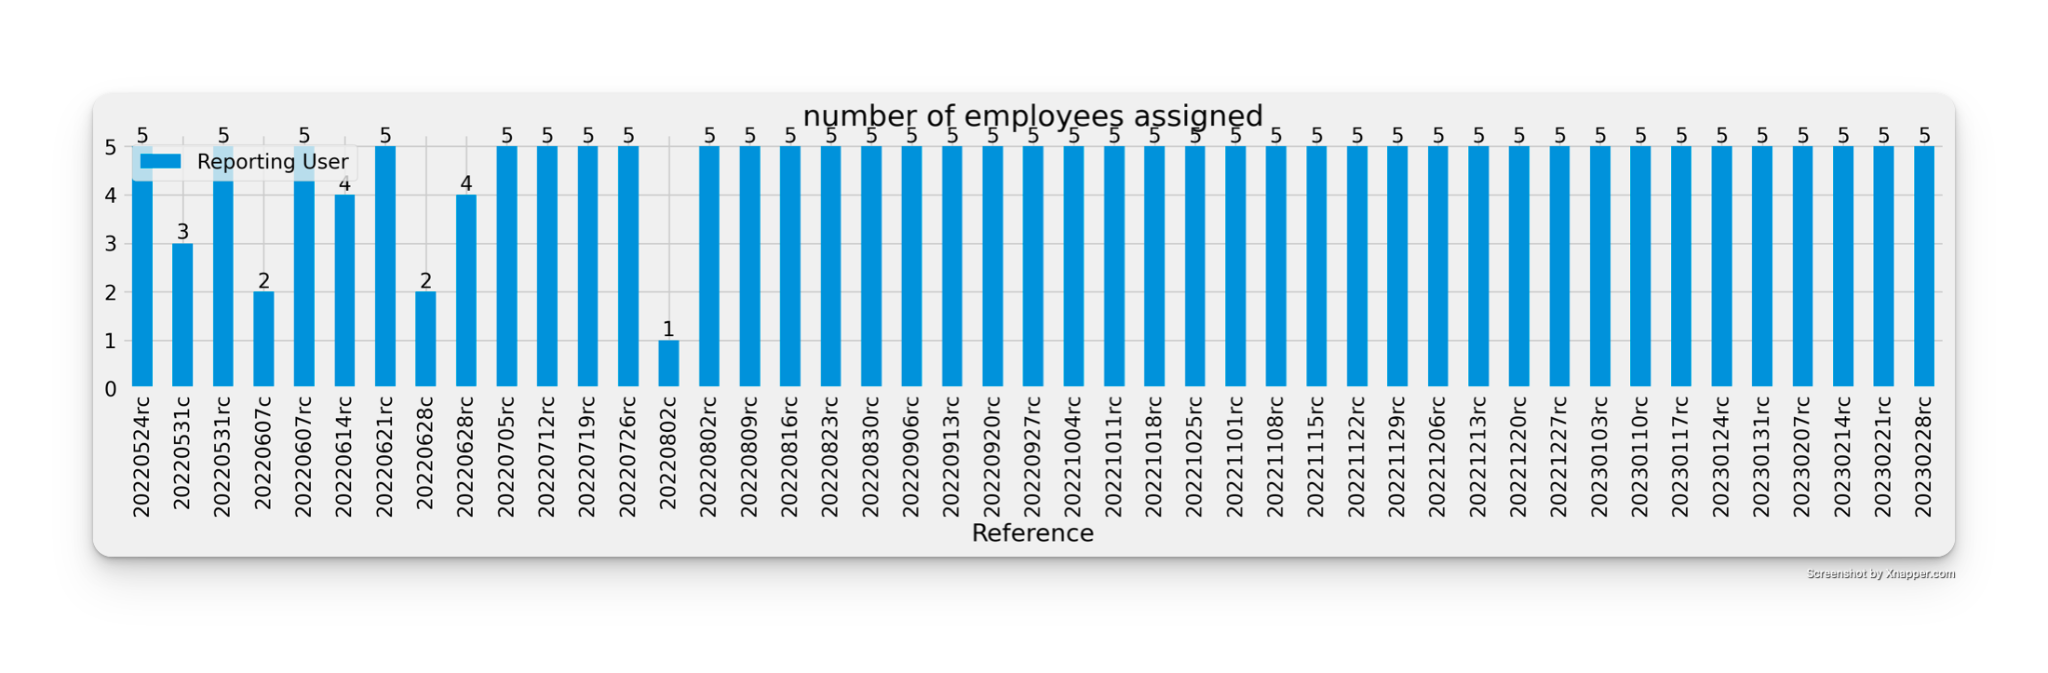 number of employees assigned
5 3 5 2 5 4 5 2 4 5 5 5 5 1 5 5 5 5 5 5 5 5 5 5 5 5 5 5 5 5 5 5 5 5 5 5 5 5 5 5 5 5 5 5 5
Reporting User
5
4
3
2
1
0
20220524rc
20220531c
20220531rc
20220607c
20220607rc
20220614rc
20220621rc
20220628c
20220628rc
20220705rc
20220712rc
20220719rc
20220726rc
20220802c
20220802rc
20220809rc
20220816rc
20220823rc
20220830rc
20220906rc
20220913rc
20220920rc
20220927rc
20221004rc
20221011rc
20221018rc
20221025rc
20221101rc
20221108rc
20221115rc
20221122rc
20221129rc
20221206rc
20221213rc
20221220rc
20221227rc
20230103rc
20230110rc
20230117rc
20230124rc
20230131rc
20230207rc
20230214rc
20230221rc
20230228rc
Reference
Screenshot by Xnapper.com